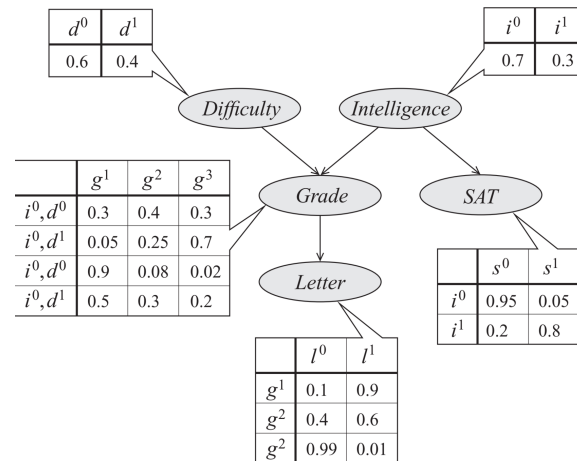 d⁰ d¹
0.6 0.4
i⁰ i¹
0.7 0.3
Difficulty
Intelligence
g¹ g² g³
i⁰,d⁰ 0.3 0.4 0.3
i⁰,d¹ 0.05 0.25 0.7
i⁰,d⁰ 0.9 0.08 0.02
i⁰,d¹ 0.5 0.3 0.2
Grade
SAT
s⁰ s¹
i⁰ 0.95 0.05
i¹ 0.2 0.8
Letter
l⁰ l¹
g¹ 0.1 0.9
g² 0.4 0.6
g² 0.99 0.01